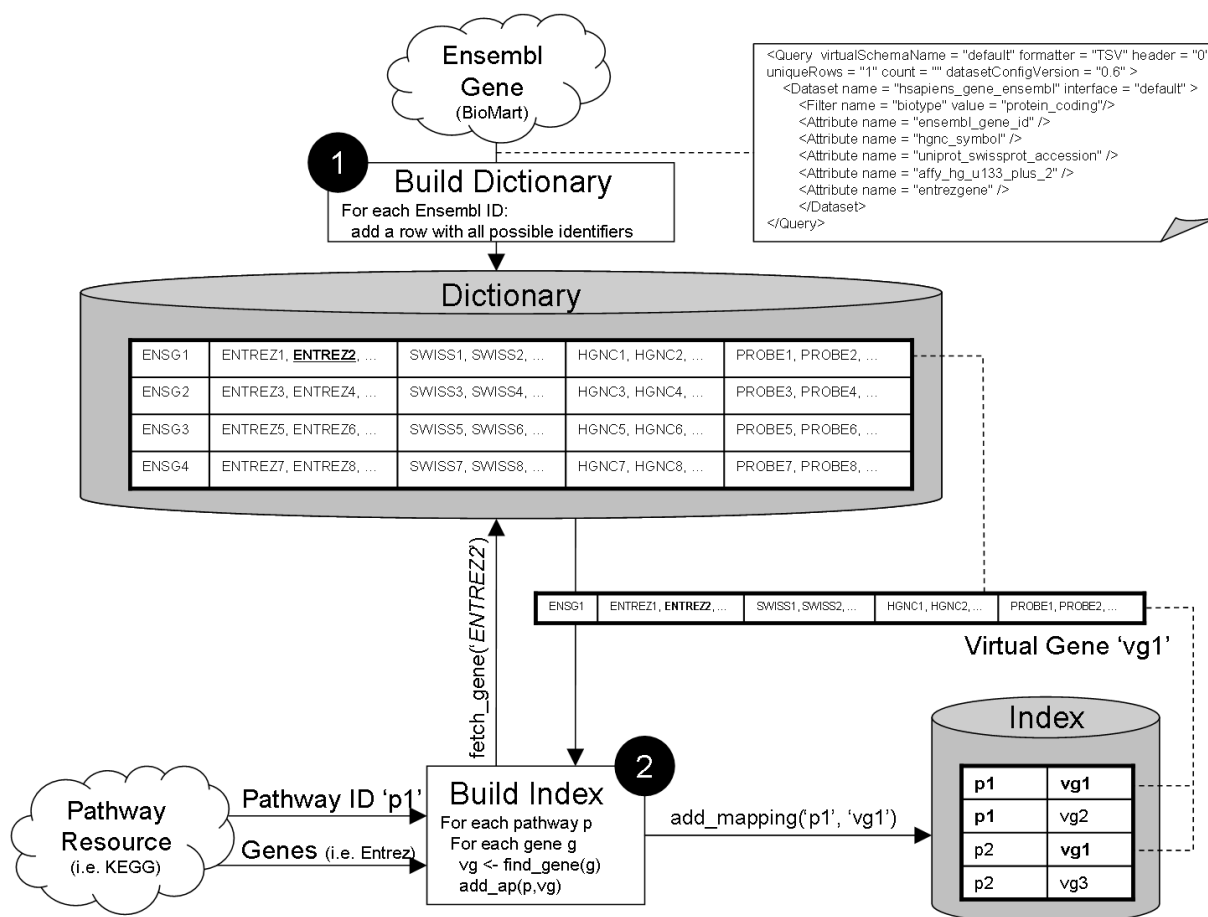 Ensembl
Gene
(BioMart)
<Query virtualSchemaName = "default" formatter = "TSV" header = "0"
uniqueRows = "1" count = "" datasetConfigVersion = "0.6" >
<Dataset name = "hsapiens_gene_ensembl" interface = "default" >
<Filter name = "biotype" value = "protein_coding"/>
<Attribute name = "ensembl_gene_id" />
<Attribute name = "hgnc_symbol" />
<Attribute name = "uniprot_swissprot_accession" />
<Attribute name = "affy_hg_u133_plus_2" />
<Attribute name = "entrezgene" />
</Dataset>
</Query>
1
Build Dictionary
For each Ensembl ID:
add a row with all possible identifiers
Dictionary
ENSG1 ENTREZ1, ENTREZ2, ... SWISS1, SWISS2, ... HGNC1, HGNC2, ... PROBE1, PROBE2, ...
ENSG2 ENTREZ3, ENTREZ4, ... SWISS3, SWISS4, ... HGNC3, HGNC4, ... PROBE3, PROBE4, ...
ENSG3 ENTREZ5, ENTREZ6, ... SWISS5, SWISS6, ... HGNC5, HGNC6, ... PROBE5, PROBE6, ...
ENSG4 ENTREZ7, ENTREZ8, ... SWISS7, SWISS8, ... HGNC7, HGNC8, ... PROBE7, PROBE8, ...
fetch_gene('ENTREZ2')
ENSG1 ENTREZ1, ENTREZ2, ... SWISS1, SWISS2, ... HGNC1, HGNC2, ... PROBE1, PROBE2, ...
Virtual Gene 'vg1'
Pathway
Resource
(i.e. KEGG)
Pathway ID 'p1'
Genes (i.e. Entrez)
2
Build Index
For each pathway p
For each gene g
vg <- find_gene(g)
add_ap(p,vg)
add_mapping('p1', 'vg1')
Index
p1 vg1
p1 vg2
p2 vg1
p2 vg3